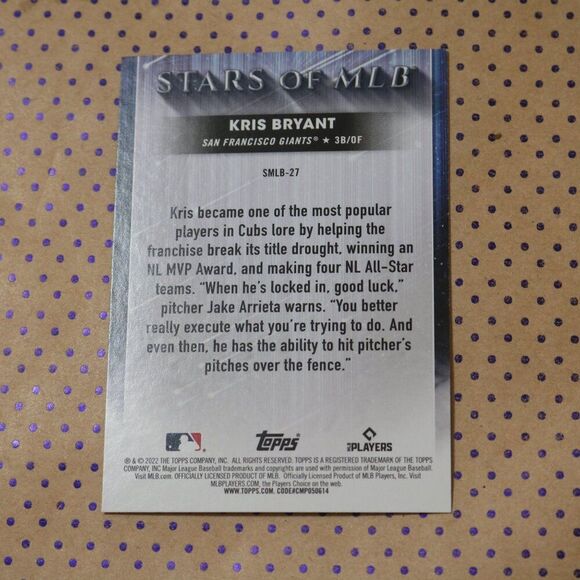 STARS OF MLB
KRIS BRYANT
SAN FRANCISCO GIANTS® ★ 3B/OF
SMLB-27
Kris became one of the most popular
players in Cubs lore by helping the
franchise break its title drought, winning an
NL MVP Award, and making four NL All-Star
teams. “When he’s locked in, good luck,”
pitcher Jake Arrieta warns. “You better
really execute what you’re trying to do. And
even then, he has the ability to hit pitcher’s
pitches over the fence.”
topps
MLB PLAYERS
® & © 2022 THE TOPPS COMPANY, INC. ALL RIGHTS RESERVED. TOPPS IS A REGISTERED TRADEMARK OF THE TOPPS
COMPANY, INC Major League Baseball trademarks and copyrights are used with permission of Major League Baseball.
Visit MLB.com. OFFICIALLY LICENSED PRODUCT OF MLB. Officially Licensed Product of MLB Players, Inc. Visit
MLBPLAYERS.COM, the Players Choice on the web.
WWW.TOPPS.COM. CODE#CMP050614